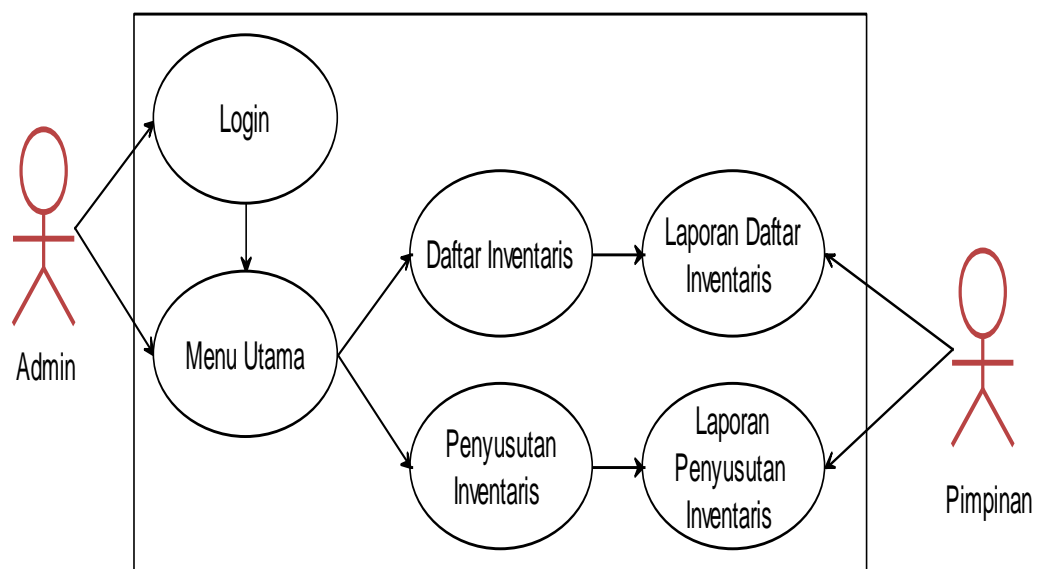 Login
Daftar Inventaris
Laporan Daftar
Inventaris
Admin
Menu Utama
Penyusutan
Inventaris
Laporan
Penyusutan
Inventaris
Pimpinan